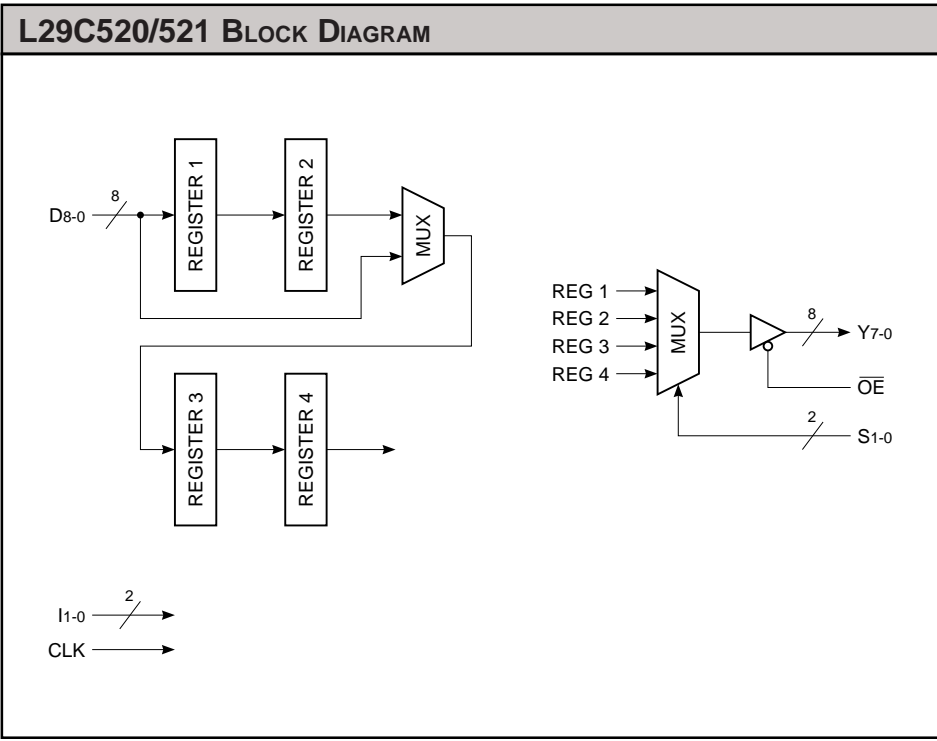 L29C520/521 BLOCK DIAGRAM
D8-0
8
REGISTER 1
REGISTER 2
MUX
REGISTER 3
REGISTER 4
REG 1
REG 2
REG 3
REG 4
MUX
8
Y7-0
OE
2
S1-0
I1-0
2
CLK